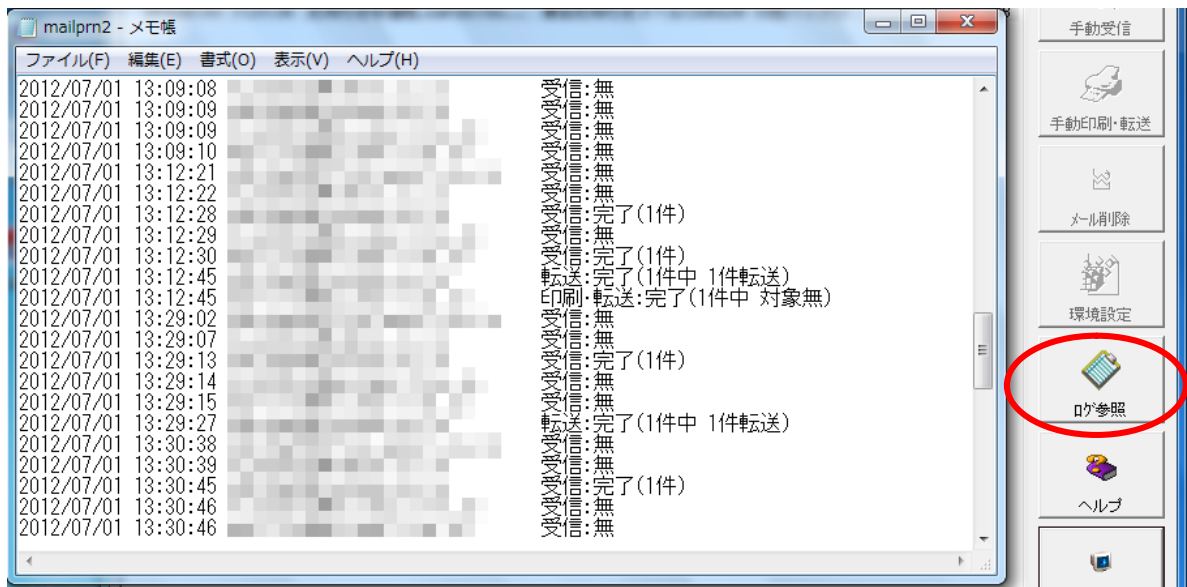 mailprn2 - メモ帳
ファイル(F) 編集(E) 書式(O) 表示(V) ヘルプ(H)
2012/07/01 13:09:08 受信:無
2012/07/01 13:09:09 受信:無
2012/07/01 13:09:09 受信:無
2012/07/01 13:09:10 受信:無
2012/07/01 13:12:21 受信:無
2012/07/01 13:12:22 受信:無
2012/07/01 13:12:28 受信:完了(1件)
2012/07/01 13:12:29 受信:無
2012/07/01 13:12:30 受信:完了(1件)
2012/07/01 13:12:45 転送:完了(1件中 1件転送)
2012/07/01 13:12:45 印刷・転送:完了(1件中 対象無)
2012/07/01 13:29:02 受信:無
2012/07/01 13:29:07 受信:無
2012/07/01 13:29:13 受信:完了(1件)
2012/07/01 13:29:14 受信:無
2012/07/01 13:29:15 受信:無
2012/07/01 13:29:27 転送:完了(1件中 1件転送)
2012/07/01 13:30:38 受信:無
2012/07/01 13:30:39 受信:無
2012/07/01 13:30:45 受信:完了(1件)
2012/07/01 13:30:46 受信:無
2012/07/01 13:30:46 受信:無
手動受信
手動印刷・転送
メール削除
環境設定
ログ参照
ヘルプ